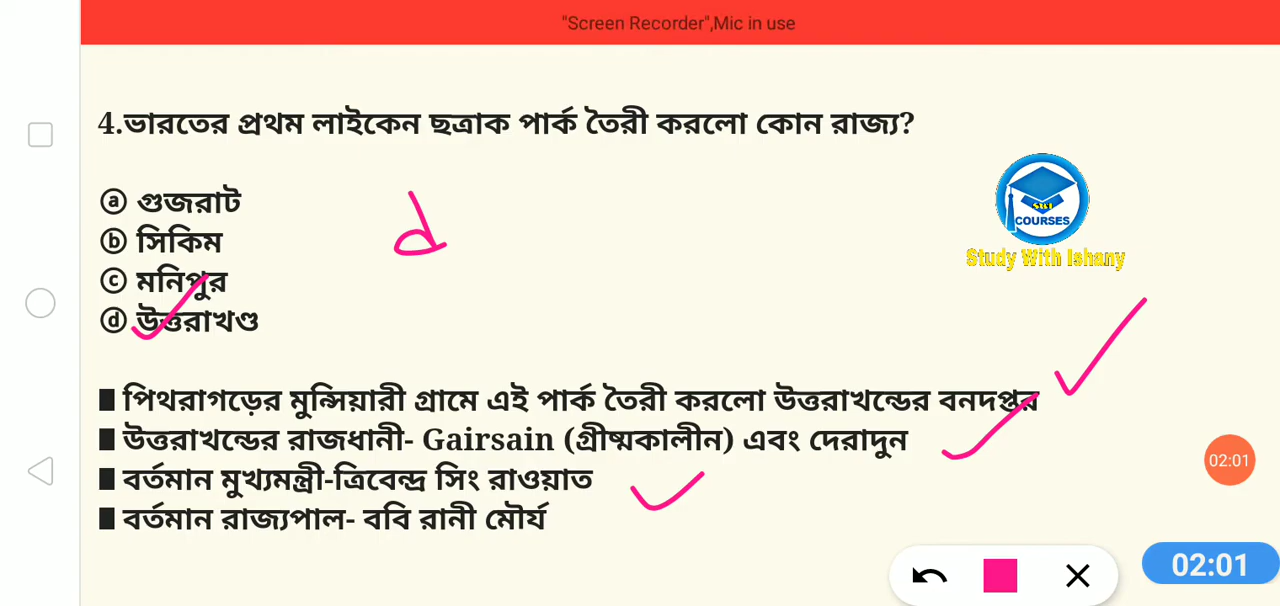 "Screen Recorder",Mic in use
4.ভারতের প্রথম লাইকেন ছত্রাক পার্ক তৈরী করলো কোন রাজ্য?
ⓐ গুজরাট
ⓑ সিকিম
ⓒ মনিপুর
ⓓ উত্তরাখণ্ড
d
SWI
COURSES
Study With Ishany
■ পিথরাগড়ের মুন্সিয়ারী গ্রামে এই পার্ক তৈরী করলো উত্তরাখন্ডের বনদপ্তর
■ উত্তরাখন্ডের রাজধানী- Gairsain (গ্রীষ্মকালীন) এবং দেরাদুন
■ বর্তমান মুখ্যমন্ত্রী-ত্রিবেন্দ্র সিং রাওয়াত
■ বর্তমান রাজ্যপাল- ববি রানী মৌর্য
02:01
02:01